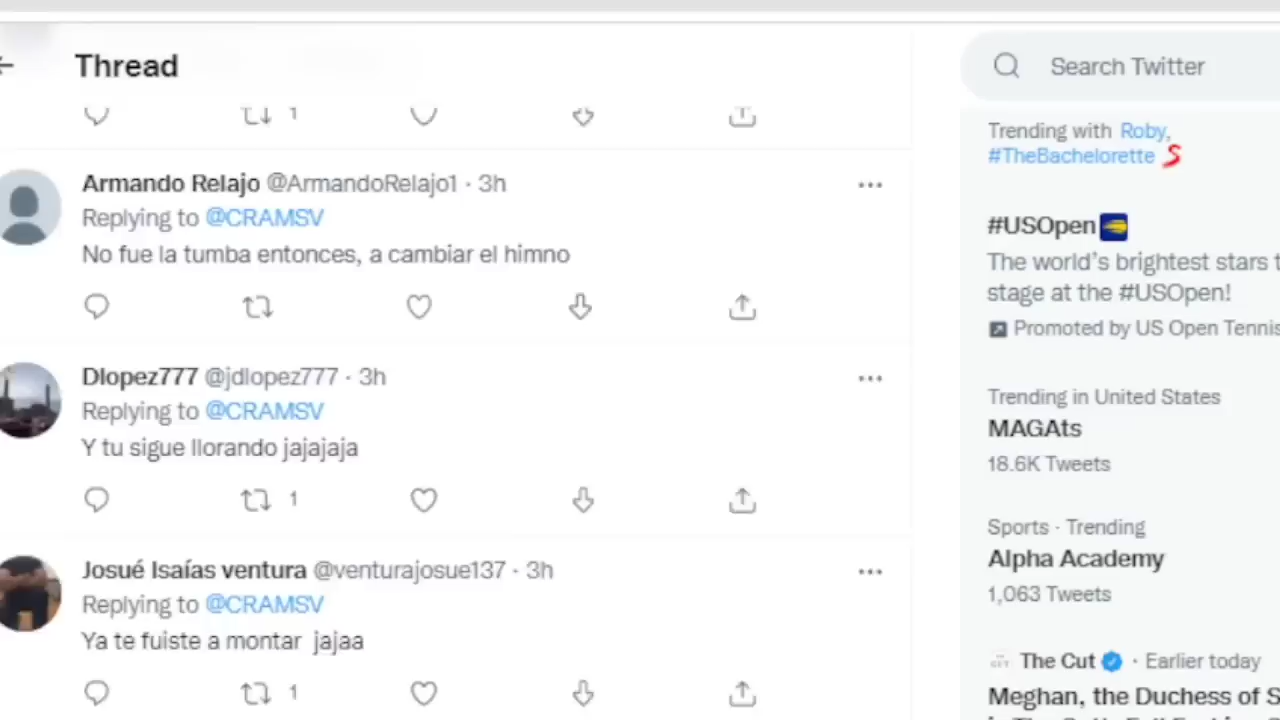 Thread
Search Twitter
1
Armando Relajo @ArmandoRelajo1 · 3h
Replying to @CRAMSV
No fue la tumba entonces, a cambiar el himno
Dlopez777 @jdlopez777 · 3h
Replying to @CRAMSV
Y tu sigue llorando jajajaja
1
Josué Isaías ventura @venturajosue137 · 3h
Replying to @CRAMSV
Ya te fuiste a montar jajaa
1
Trending with Roby,
#TheBachelorette
#USOpen
The world's brightest stars t
stage at the #USOpen!
Promoted by US Open Tennis
Trending in United States
MAGAts
18.6K Tweets
Sports · Trending
Alpha Academy
1,063 Tweets
The Cut · Earlier today
Meghan, the Duchess of S